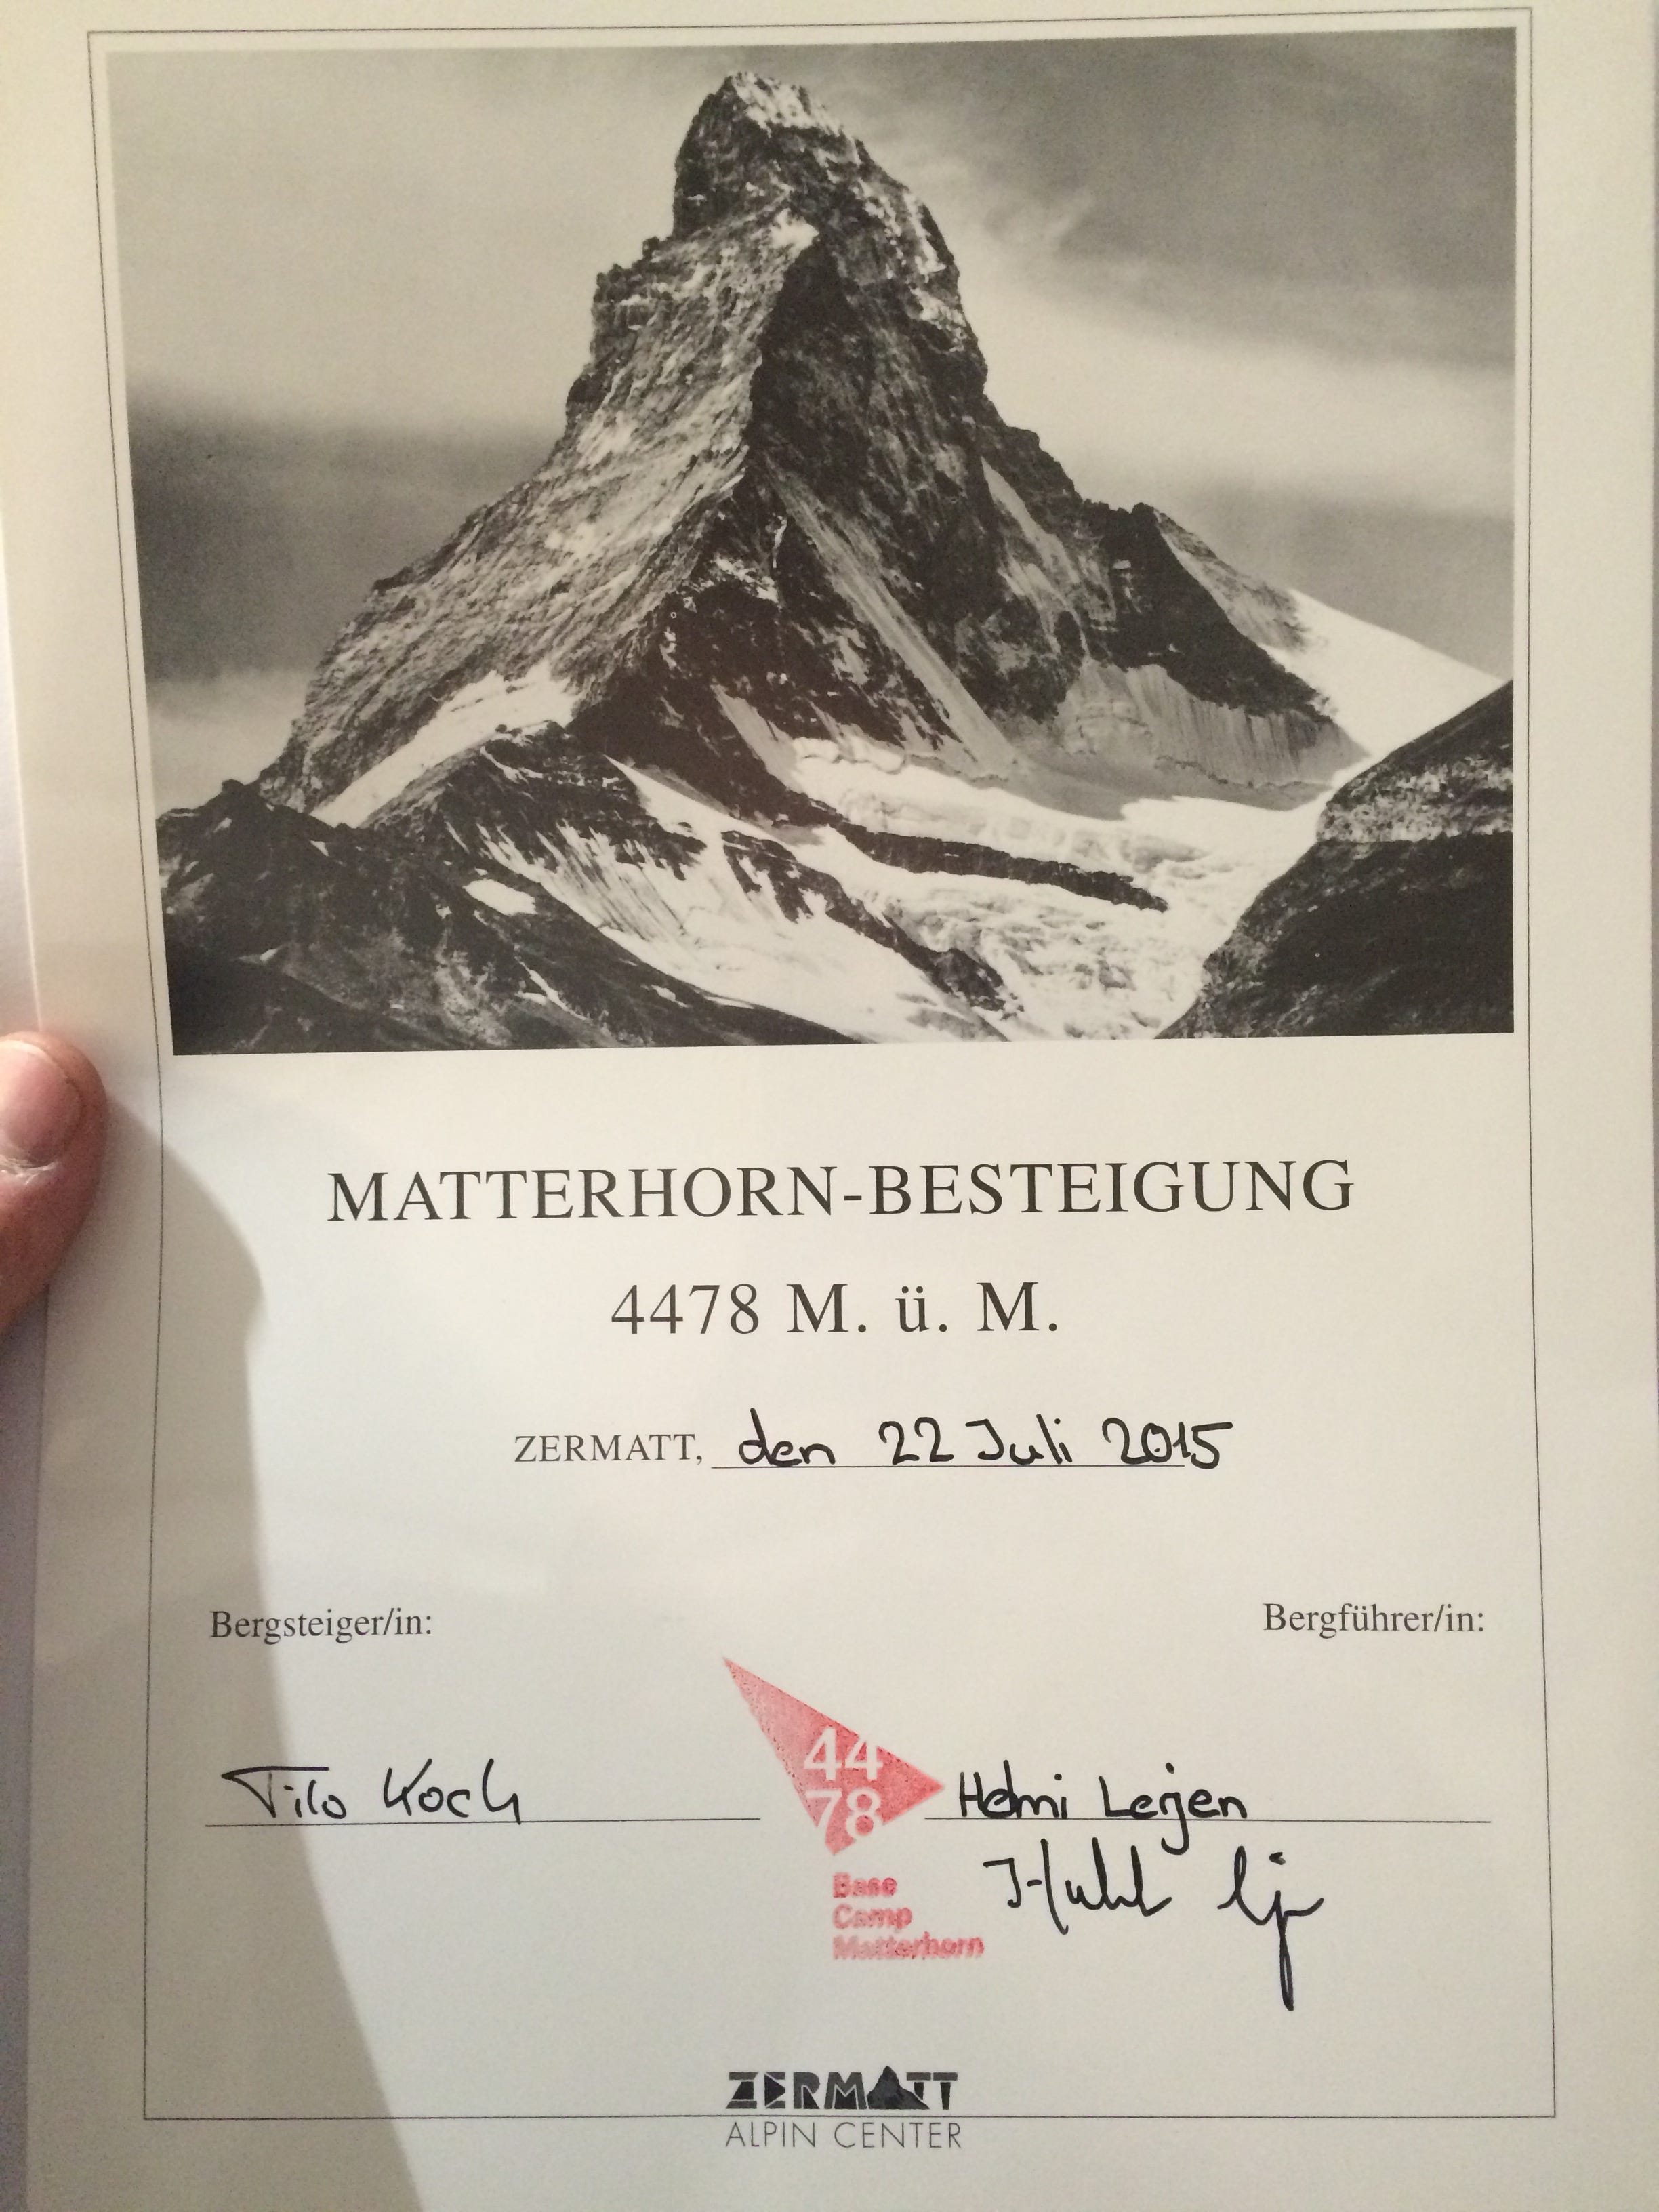 MATTERHORN-BESTEIGUNG
4478 M. ü. M.
ZERMATT, den 22 Juli 2015
Bergsteiger/in:
Bergführer/in:
Tilo Koch
44
78
Base
Camp
Matterhorn
Helmi Lerjen
ZERMATT
ALPIN CENTER